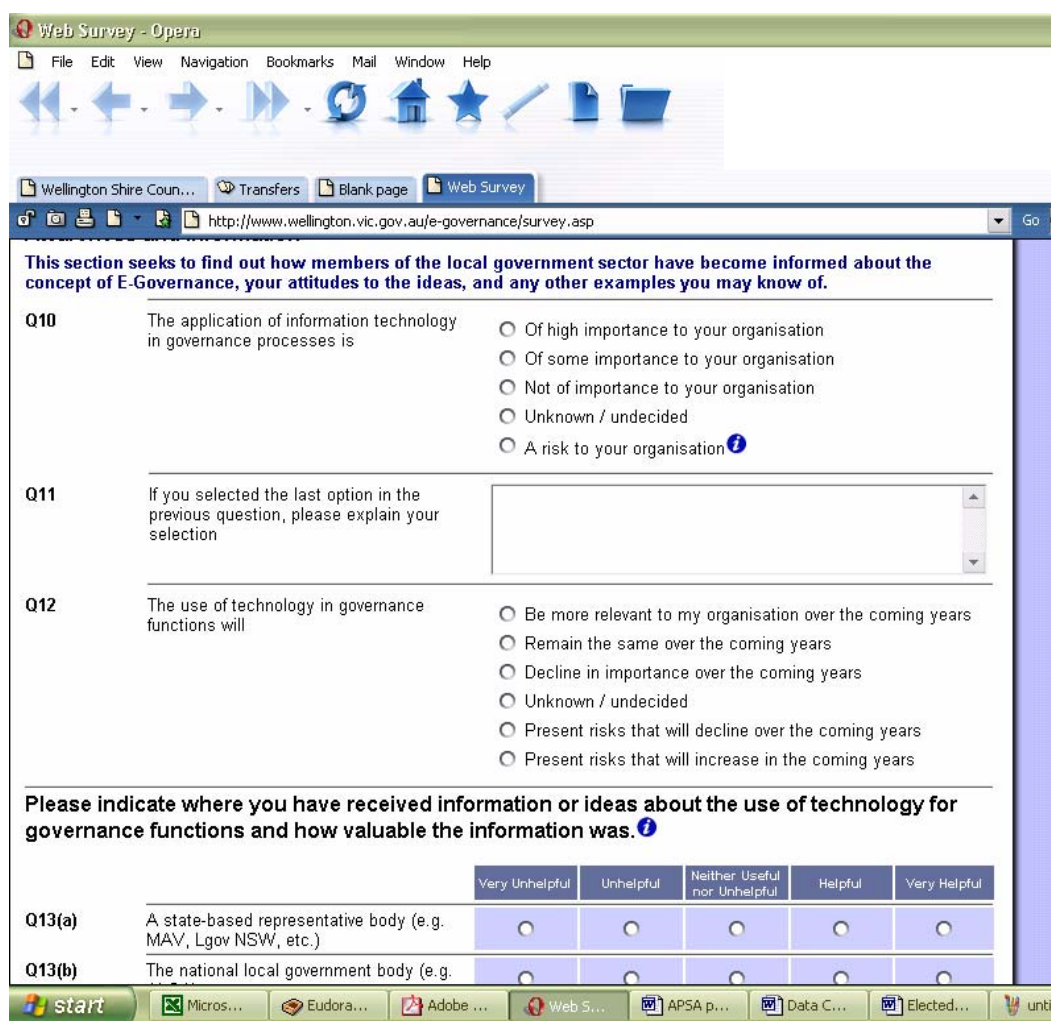 Web Survey - Opera
File Edit View Navigation Bookmarks Mail Window Help
Wellington Shire Coun... Transfers Blank page Web Survey
http://www.wellington.vic.gov.au/e-governance/survey.asp Go
This section seeks to find out how members of the local government sector have become informed about the
concept of E-Governance, your attitudes to the ideas, and any other examples you may know of.
Q10 The application of information technology
in governance processes is
Of high importance to your organisation
Of some importance to your organisation
Not of importance to your organisation
Unknown / undecided
A risk to your organisation
Q11 If you selected the last option in the
previous question, please explain your
selection
Q12 The use of technology in governance
functions will
Be more relevant to my organisation over the coming years
Remain the same over the coming years
Decline in importance over the coming years
Unknown / undecided
Present risks that will decline over the coming years
Present risks that will increase in the coming years
Please indicate where you have received information or ideas about the use of technology for
governance functions and how valuable the information was.
Very Unhelpful Unhelpful Neither Useful nor Unhelpful Helpful Very Helpful
Q13(a) A state-based representative body (e.g.
MAV, Lgov NSW, etc.)
Q13(b) The national local government body (e.g.
start Micros... Eudora... Adobe ... Web S... APSA p... Data C... Elected... unti